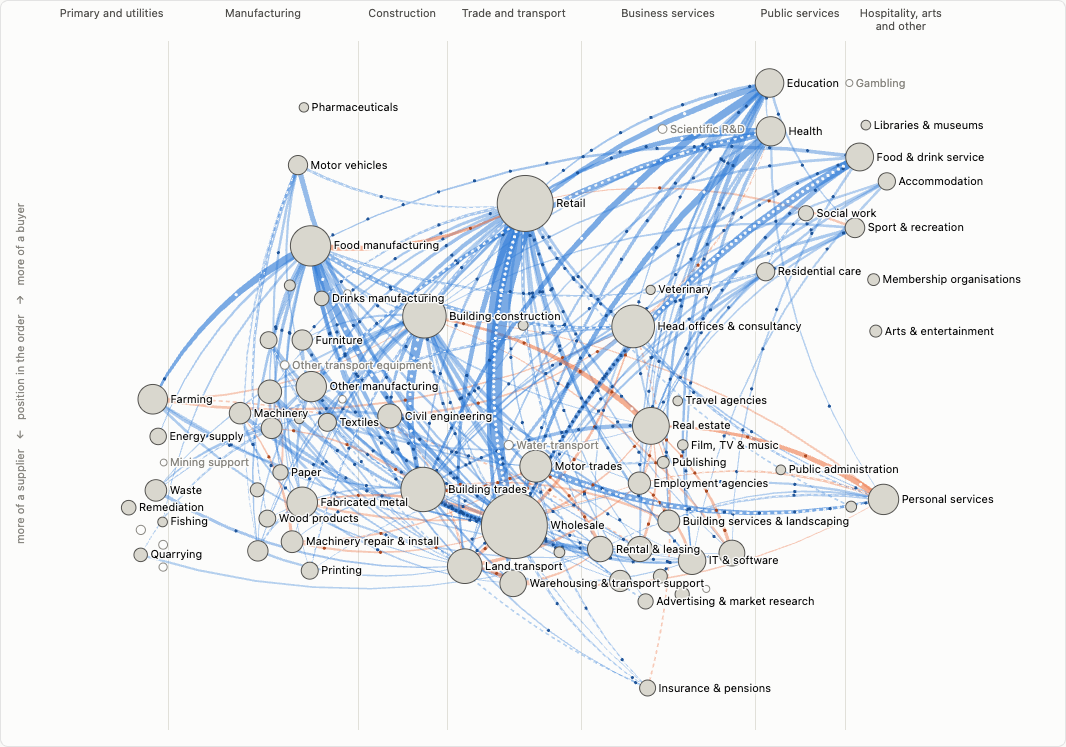 Primary and utilities
Manufacturing
Construction
Trade and transport
Business services
Public services
Hospitality, arts
and other
more of a supplier ← position in the order → more of a buyer
Education
Gambling
Pharmaceuticals
Scientific R&D
Health
Libraries & museums
Motor vehicles
Food & drink service
Accommodation
Retail
Social work
Sport & recreation
Food manufacturing
Residential care
Membership organisations
Drinks manufacturing
Veterinary
Building construction
Head offices & consultancy
Arts & entertainment
Furniture
Other transport equipment
Other manufacturing
Farming
Travel agencies
Machinery
Textiles
Civil engineering
Real estate
Energy supply
Water transport
Film, TV & music
Mining support
Motor trades
Publishing
Public administration
Paper
Employment agencies
Waste
Building trades
Personal services
Remediation
Fabricated metal
Fishing
Wood products
Wholesale
Building services & landscaping
Machinery repair & install
Rental & leasing
Quarrying
Land transport
IT & software
Printing
Warehousing & transport support
Advertising & market research
Insurance & pensions